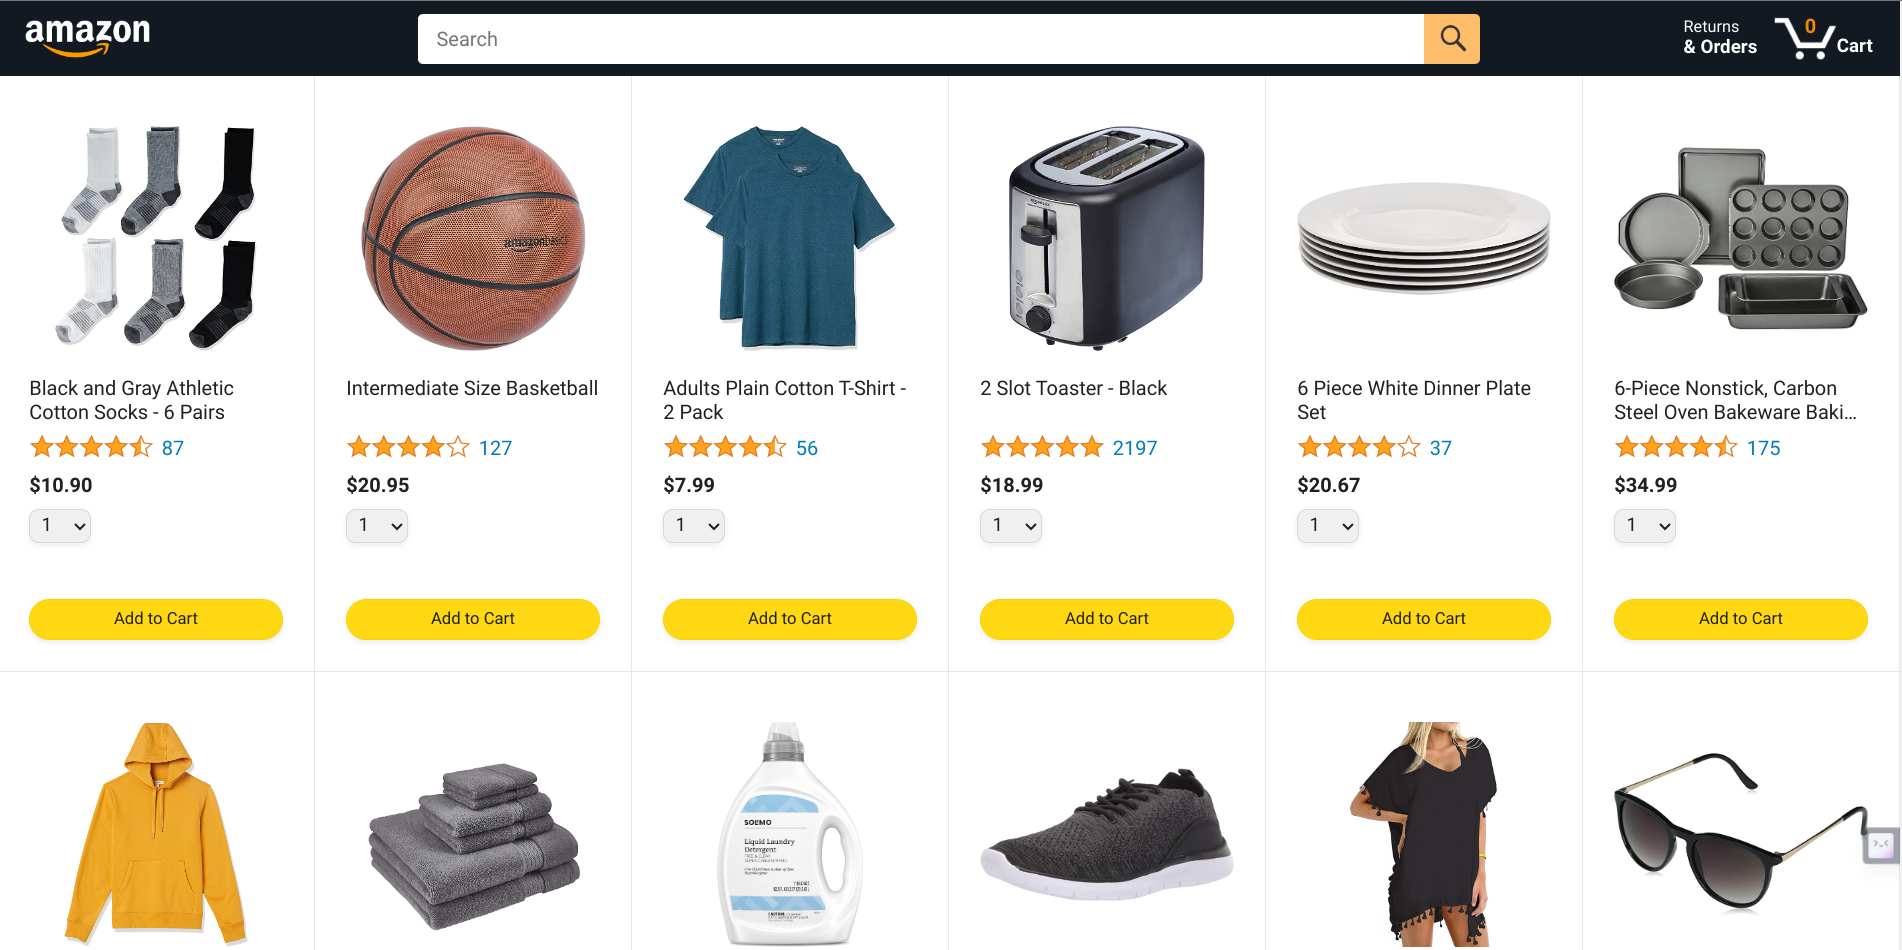 amazon
Search
Returns
& Orders
0
Cart
amazonbasics
Black and Gray Athletic
Cotton Socks - 6 Pairs
87
$10.90
1
Add to Cart
Intermediate Size Basketball
127
$20.95
1
Add to Cart
Adults Plain Cotton T-Shirt -
2 Pack
56
$7.99
1
Add to Cart
2 Slot Toaster - Black
2197
$18.99
1
Add to Cart
6 Piece White Dinner Plate
Set
37
$20.67
1
Add to Cart
6-Piece Nonstick, Carbon
Steel Oven Bakeware Baki...
175
$34.99
1
Add to Cart
SOLIMO
Liquid Laundry
Detergent
FREE & CLEAR